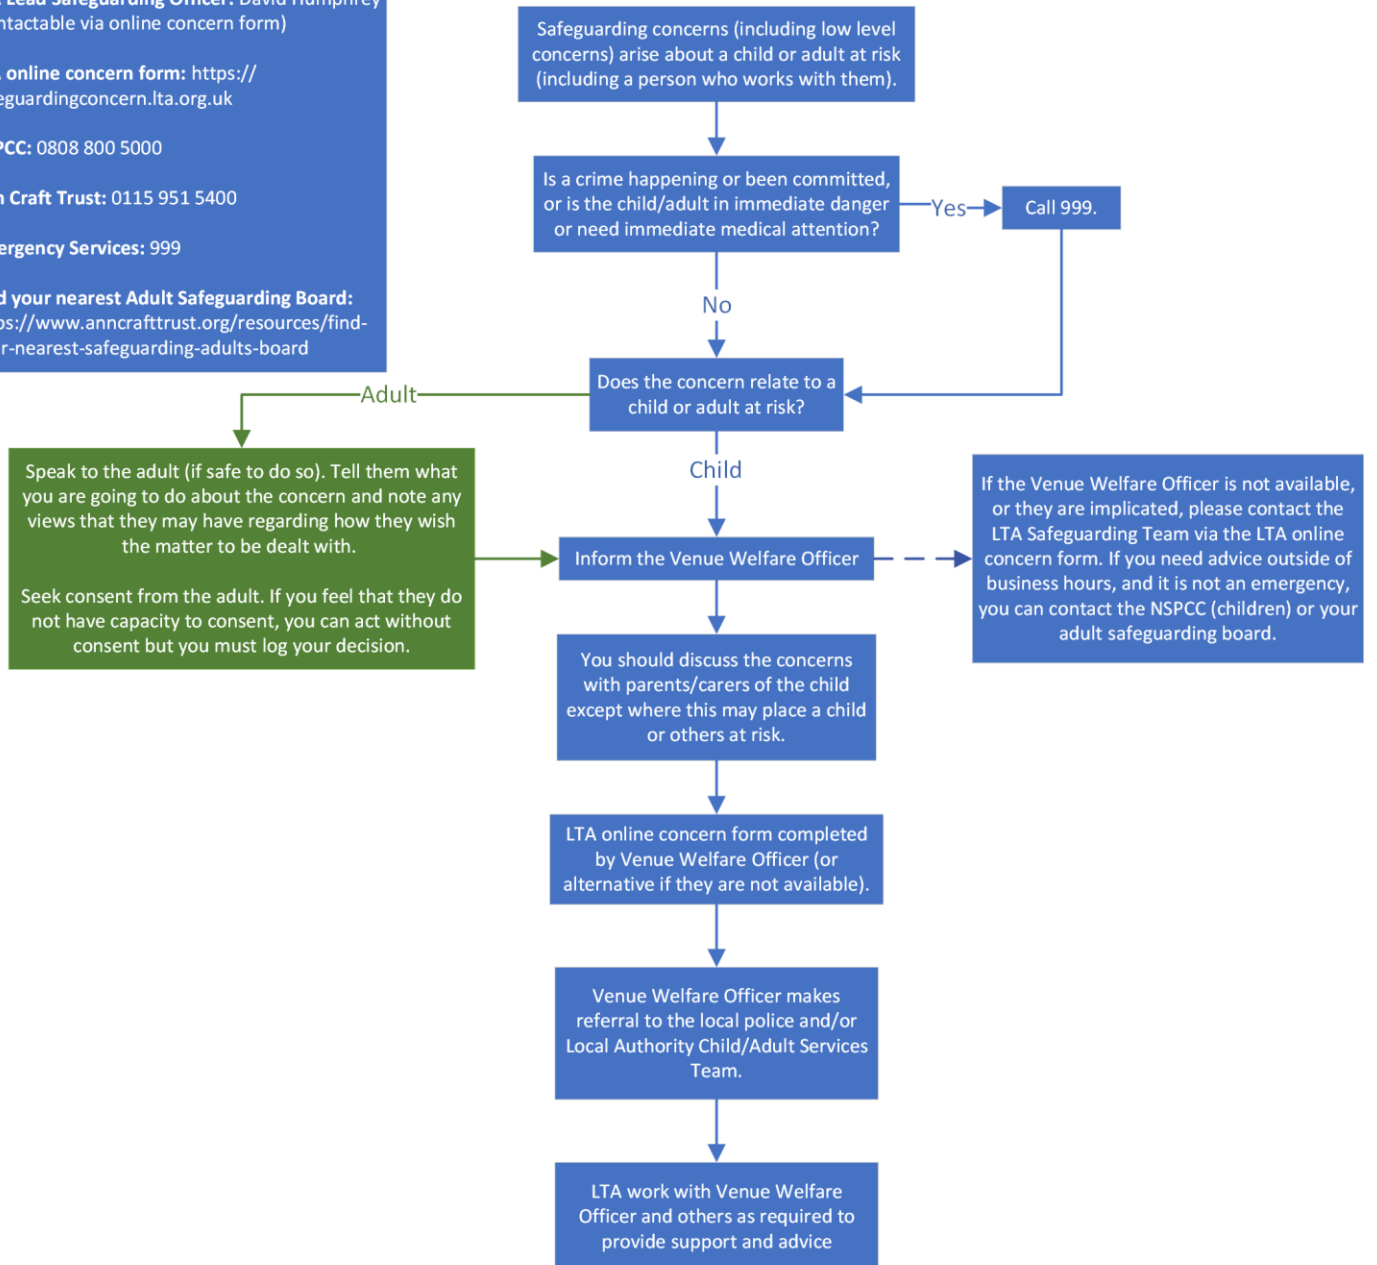 Lead Safeguarding Officer: David Humphrey
ntactable via online concern form)
online concern form: https://
eguardingconcern.lta.org.uk
PCC: 0808 800 5000
n Craft Trust: 0115 951 5400
ergency Services: 999
d your nearest Adult Safeguarding Board:
ps://www.anncrafttrust.org/resources/find-
r-nearest-safeguarding-adults-board
Safeguarding concerns (including low level
concerns) arise about a child or adult at risk
(including a person who works with them).
Is a crime happening or been committed,
or is the child/adult in immediate danger
or need immediate medical attention?
Yes
Call 999.
No
Does the concern relate to a
child or adult at risk?
Adult
Child
Speak to the adult (if safe to do so). Tell them what
you are going to do about the concern and note any
views that they may have regarding how they wish
the matter to be dealt with.
Seek consent from the adult. If you feel that they do
not have capacity to consent, you can act without
consent but you must log your decision.
Inform the Venue Welfare Officer
If the Venue Welfare Officer is not available,
or they are implicated, please contact the
LTA Safeguarding Team via the LTA online
concern form. If you need advice outside of
business hours, and it is not an emergency,
you can contact the NSPCC (children) or your
adult safeguarding board.
You should discuss the concerns
with parents/carers of the child
except where this may place a child
or others at risk.
LTA online concern form completed
by Venue Welfare Officer (or
alternative if they are not available).
Venue Welfare Officer makes
referral to the local police and/or
Local Authority Child/Adult Services
Team.
LTA work with Venue Welfare
Officer and others as required to
provide support and advice